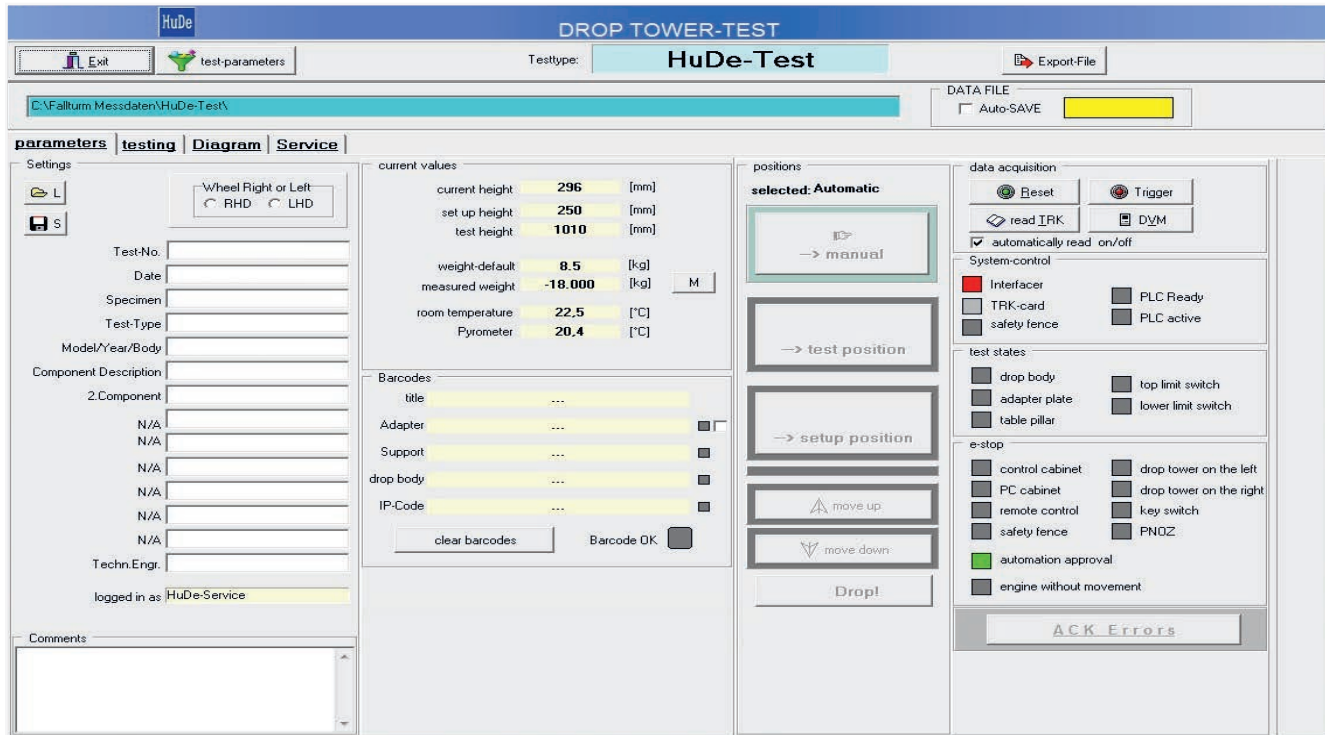 HuDe
DROP TOWER-TEST
Exit
test-parameters
Testtype:
HuDe-Test
Export-File
C:\Fallturm Messdaten\HuDe-Test\
DATA FILE
Auto-SAVE
parameters testing Diagram Service
Settings
L
S
Wheel Right or Left
RHD LHD
Test-No.
Date
Specimen
Test-Type
Model/Year/Body
Component Description
2.Component
N/A
N/A
N/A
N/A
N/A
N/A
Techn.Engr.
logged in as HuDe-Service
Comments
current values
current height 296 [mm]
set up height 250 [mm]
test height 1010 [mm]
weight-default 8.5 [kg]
measured weight -18.000 [kg] M
room temperature 22,5 [°C]
Pyrometer 20,4 [°C]
Barcodes
title ...
Adapter ...
Support ...
drop body ...
IP-Code ...
clear barcodes Barcode OK
positions
selected: Automatic
--> manual
--> test position
--> setup position
move up
move down
Drop!
data acquisition
Reset Trigger
read TRK DVM
automatically read on/off
System-control
Interfacer
TRK-card
safety fence
PLC Ready
PLC active
test states
drop body
adapter plate
table pillar
top limit switch
lower limit switch
e-stop
control cabinet
PC cabinet
remote control
safety fence
drop tower on the left
drop tower on the right
key switch
PNOZ
automation approval
engine without movement
ACK Errors